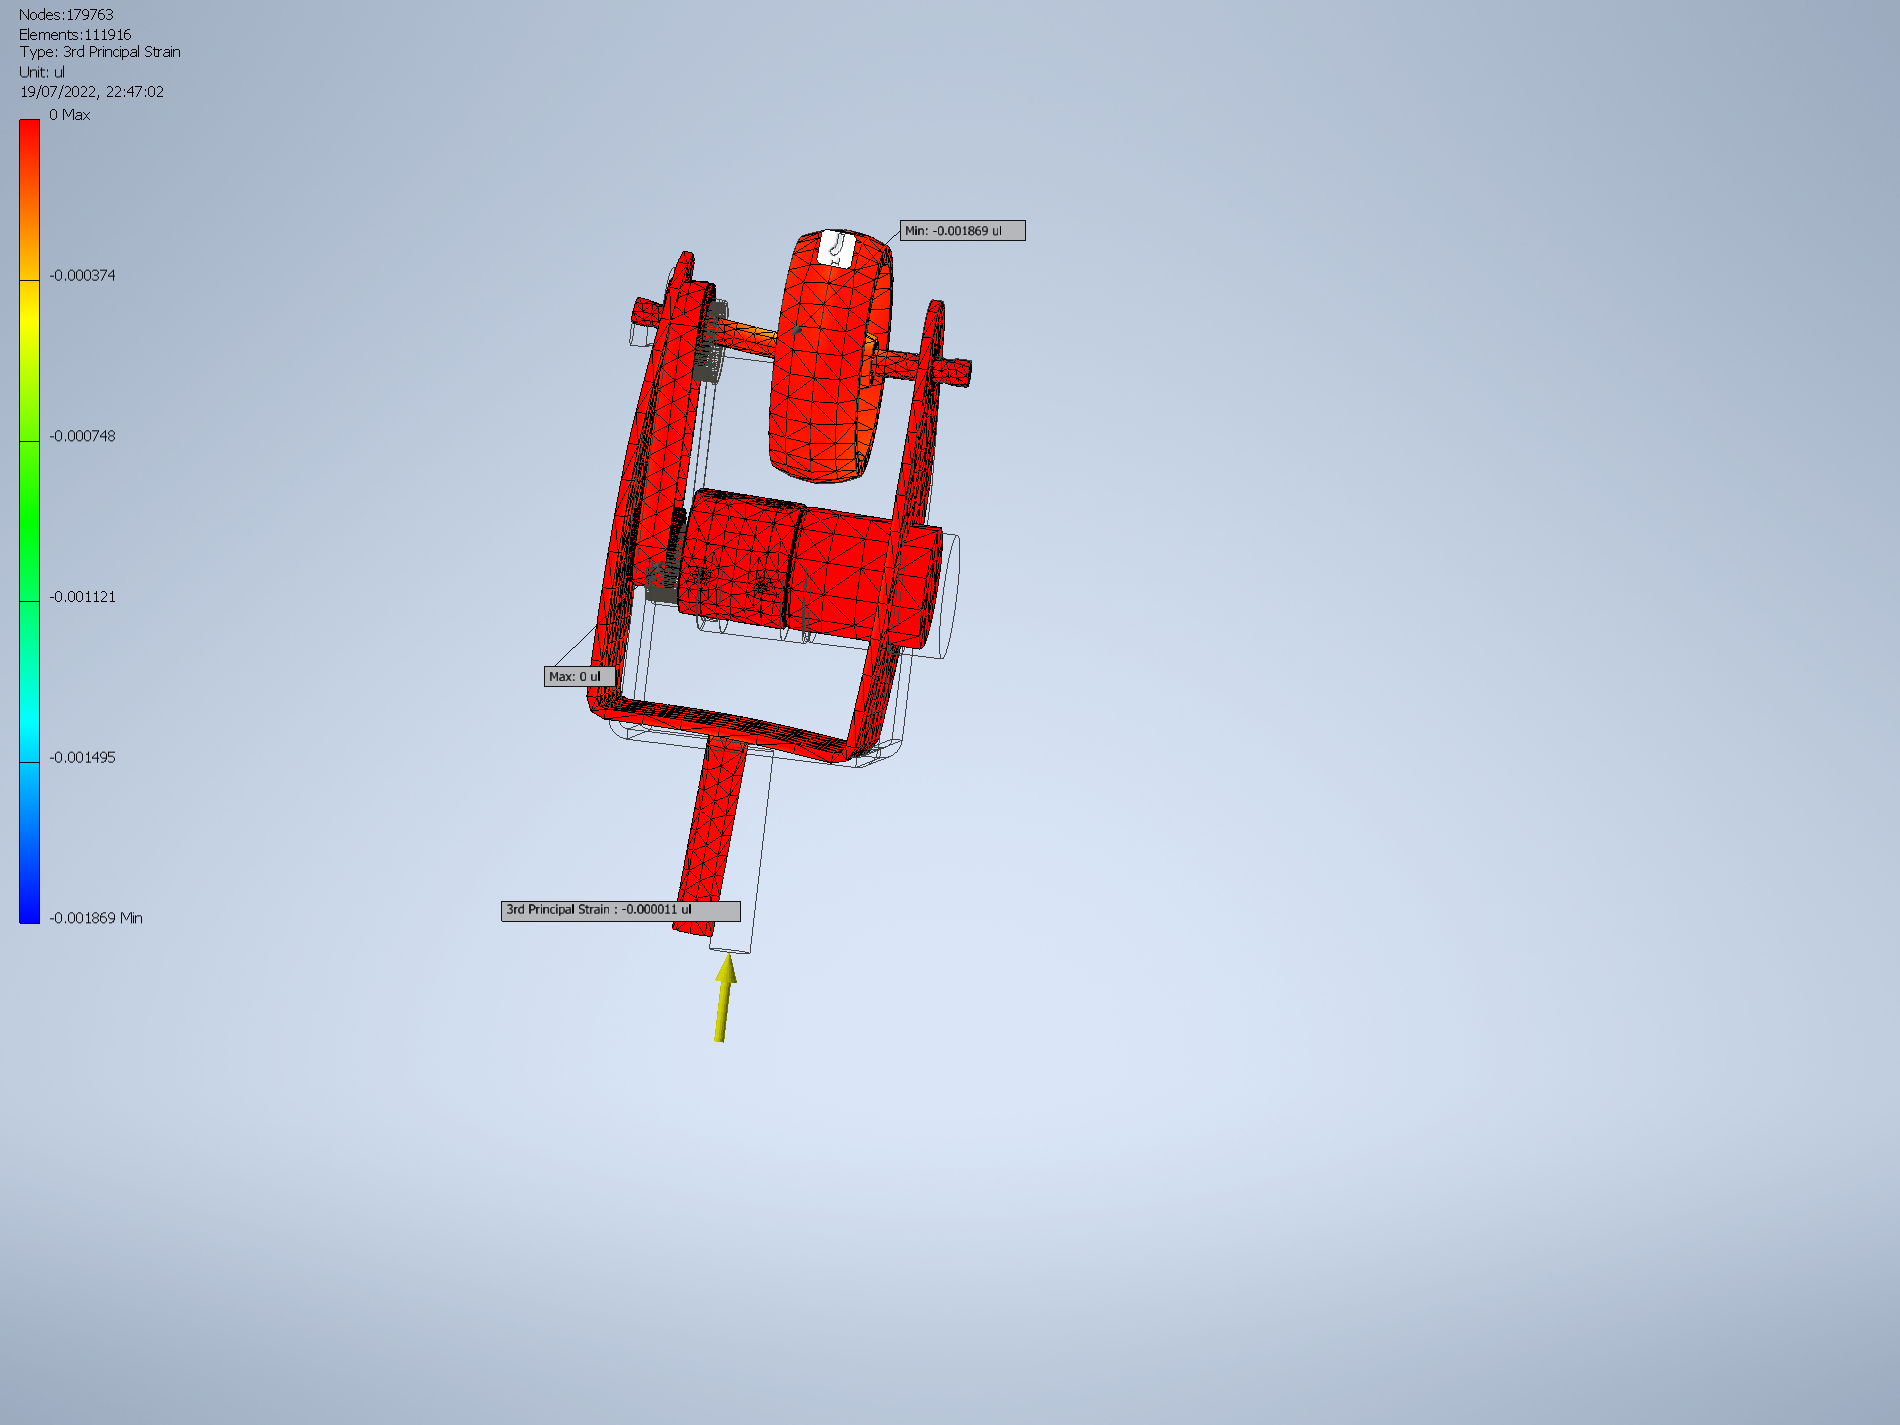 Nodes:179763
Elements:111916
Type: 3rd Principal Strain
Unit: ul
19/07/2022, 22:47:02
0 Max
-0.000374
-0.000748
-0.001121
-0.001495
-0.001869 Min
Min: -0.001869 ul
Max: 0 ul
3rd Principal Strain : -0.000011 ul